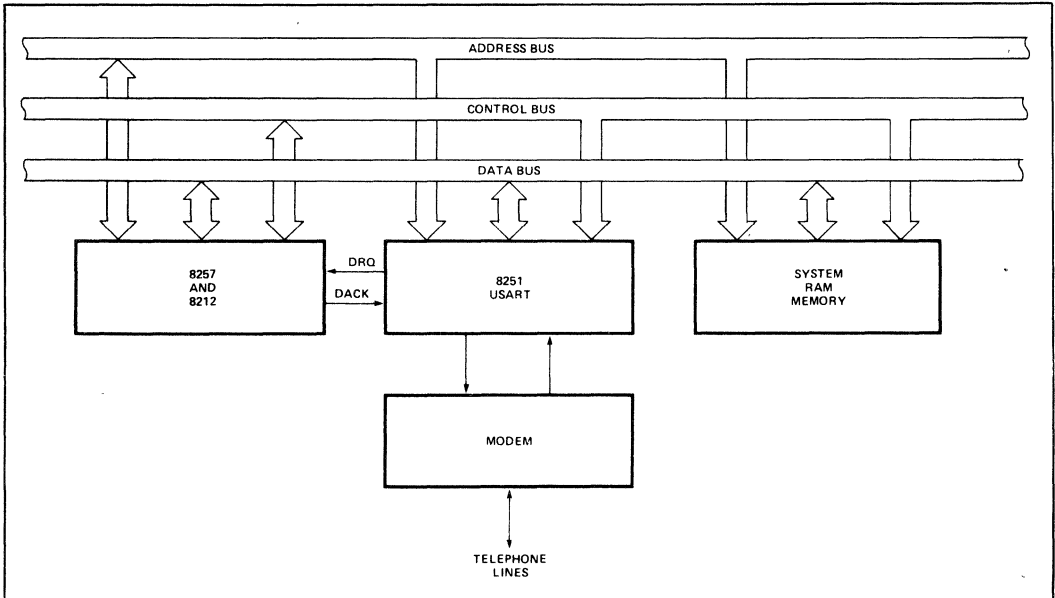 ADDRESS BUS
CONTROL BUS
DATA BUS
8257
AND
8212
DRQ
DACK
8251
USART
SYSTEM
RAM
MEMORY
MODEM
TELEPHONE
LINES